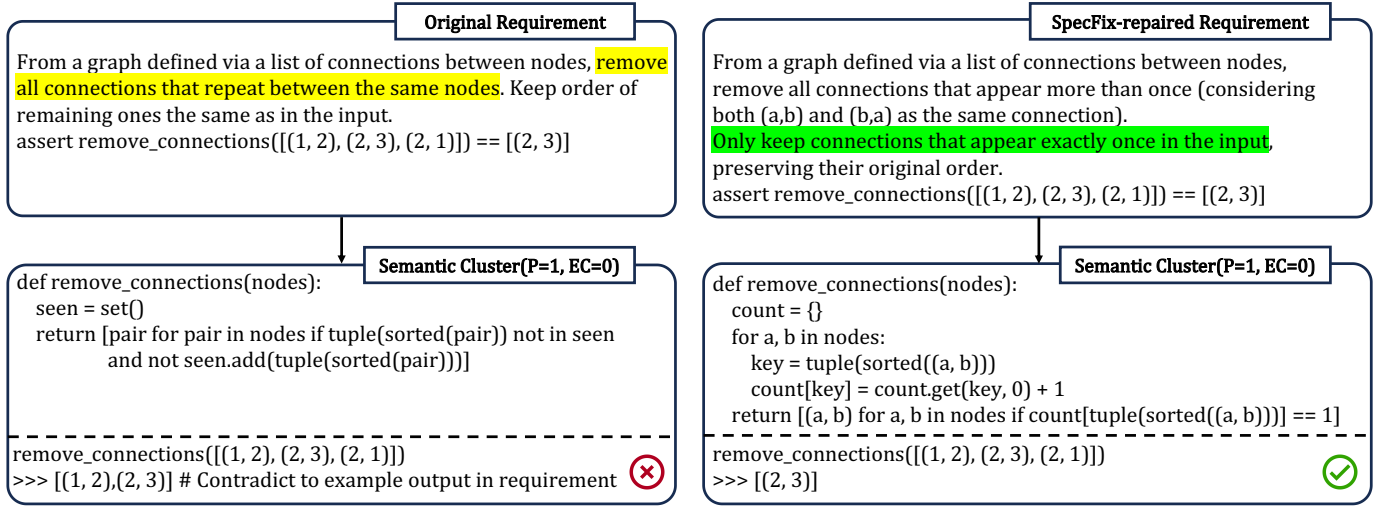 Original Requirement
From a graph defined via a list of connections between nodes, remove
all connections that repeat between the same nodes. Keep order of
remaining ones the same as in the input.
assert remove_connections([(1, 2), (2, 3), (2, 1)]) == [(2, 3)]
Semantic Cluster(P=1, EC=0)
def remove_connections(nodes):
seen = set()
return [pair for pair in nodes if tuple(sorted(pair)) not in seen
and not seen.add(tuple(sorted(pair)))]
remove_connections([(1, 2), (2, 3), (2, 1)])
>>> [(1, 2),(2, 3)] # Contradict to example output in requirement
SpecFix-repaired Requirement
From a graph defined via a list of connections between nodes,
remove all connections that appear more than once (considering
both (a,b) and (b,a) as the same connection).
Only keep connections that appear exactly once in the input,
preserving their original order.
assert remove_connections([(1, 2), (2, 3), (2, 1)]) == [(2, 3)]
Semantic Cluster(P=1, EC=0)
def remove_connections(nodes):
count = {}
for a, b in nodes:
key = tuple(sorted((a, b)))
count[key] = count.get(key, 0) + 1
return [(a, b) for a, b in nodes if count[tuple(sorted((a, b)))] == 1]
remove_connections([(1, 2), (2, 3), (2, 1)])
>>> [(2, 3)]